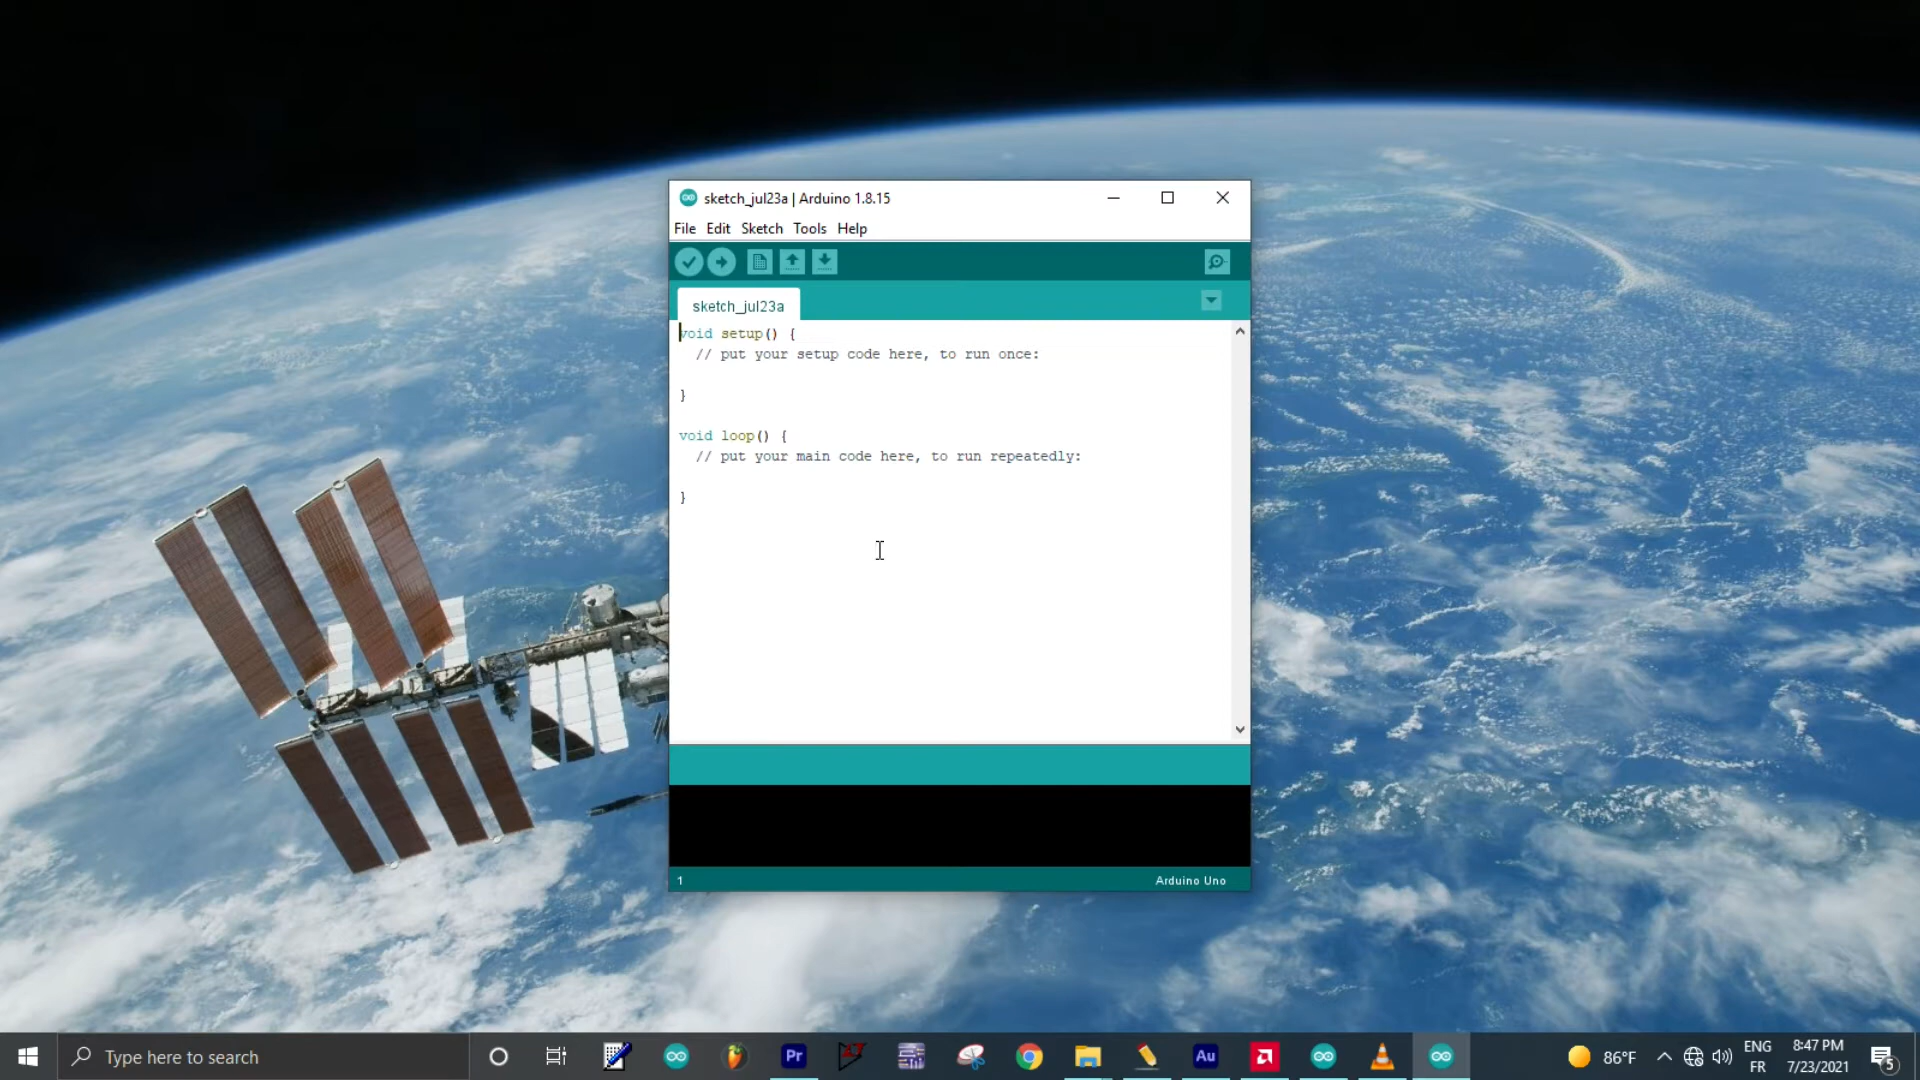 sketch_jul23a | Arduino 1.8.15
File Edit Sketch Tools Help
sketch_jul23a
void setup() {
// put your setup code here, to run once:
}
void loop() {
// put your main code here, to run repeatedly:
}
1
Arduino Uno
Type here to search
Pr
Au
86°F
ENG
FR
8:47 PM
7/23/2021
5